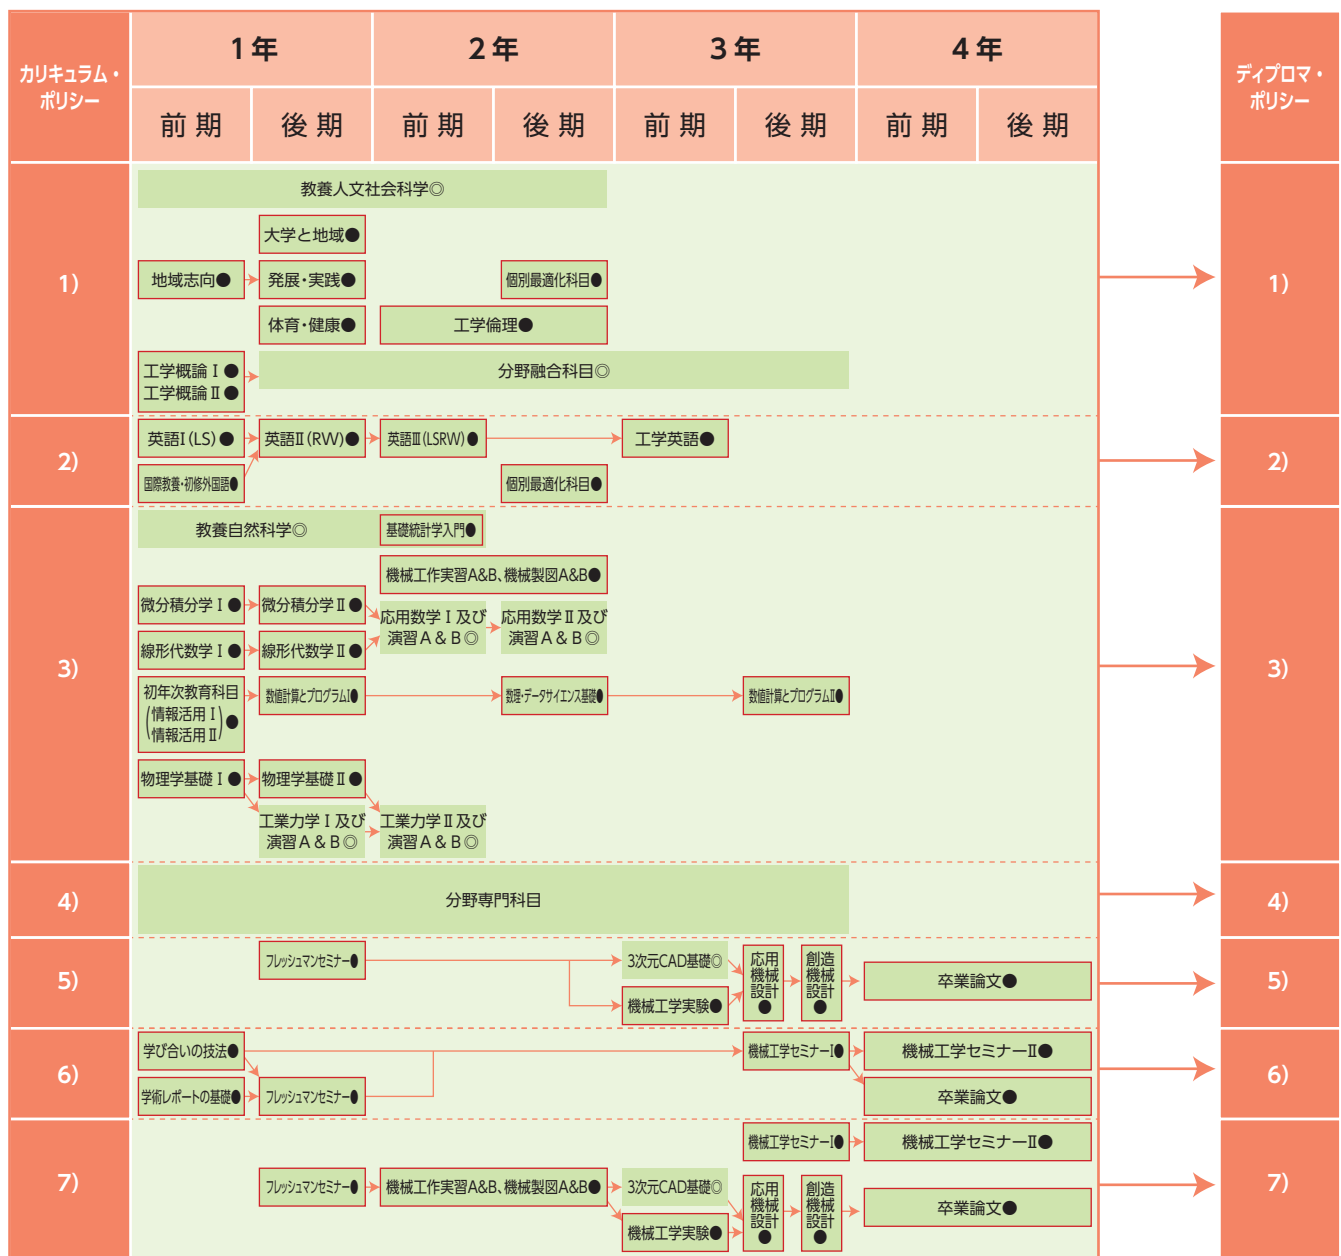 カリキュラム・
ポリシー
1年
2年
3年
4年
ディプロマ・
ポリシー
前期
後期
前期
後期
前期
後期
前期
後期
1)
教養人文社会科学◎
大学と地域●
地域志向●
発展・実践●
個別最適化科目●
体育・健康●
工学倫理●
工学概論Ⅰ●
工学概論Ⅱ●
分野融合科目◎
1)
2)
英語Ⅰ(LS)●
英語Ⅱ(RW)●
英語Ⅲ(LSRW)●
工学英語●
国際教養・初修外国語●
個別最適化科目●
2)
3)
教養自然科学◎
基礎統計学入門●
機械工作実習A&B、機械製図A&B●
微分積分学Ⅰ●
微分積分学Ⅱ●
応用数学Ⅰ及び
演習A&B◎
応用数学Ⅱ及び
演習A&B◎
線形代数学Ⅰ●
線形代数学Ⅱ●
初年次教育科目
(情報活用Ⅰ
情報活用Ⅱ)●
数値計算とプログラムⅠ●
数理・データサイエンス基礎●
数値計算とプログラムⅡ●
物理学基礎Ⅰ●
物理学基礎Ⅱ●
工業力学Ⅰ及び
演習A&B◎
工業力学Ⅱ及び
演習A&B◎
3)
4)
分野専門科目
4)
5)
フレッシュマンセミナー●
3次元CAD基礎◎
機械工学実験●
応用
機械
設計
●
創造
機械
設計
●
卒業論文●
5)
6)
学び合いの技法●
機械工学セミナーⅠ●
機械工学セミナーⅡ●
学術レポートの基礎●
フレッシュマンセミナー●
卒業論文●
6)
7)
機械工学セミナーⅠ●
機械工学セミナーⅡ●
フレッシュマンセミナー●
機械工作実習A&B、機械製図A&B●
3次元CAD基礎◎
機械工学実験●
応用
機械
設計
●
創造
機械
設計
●
卒業論文●
7)